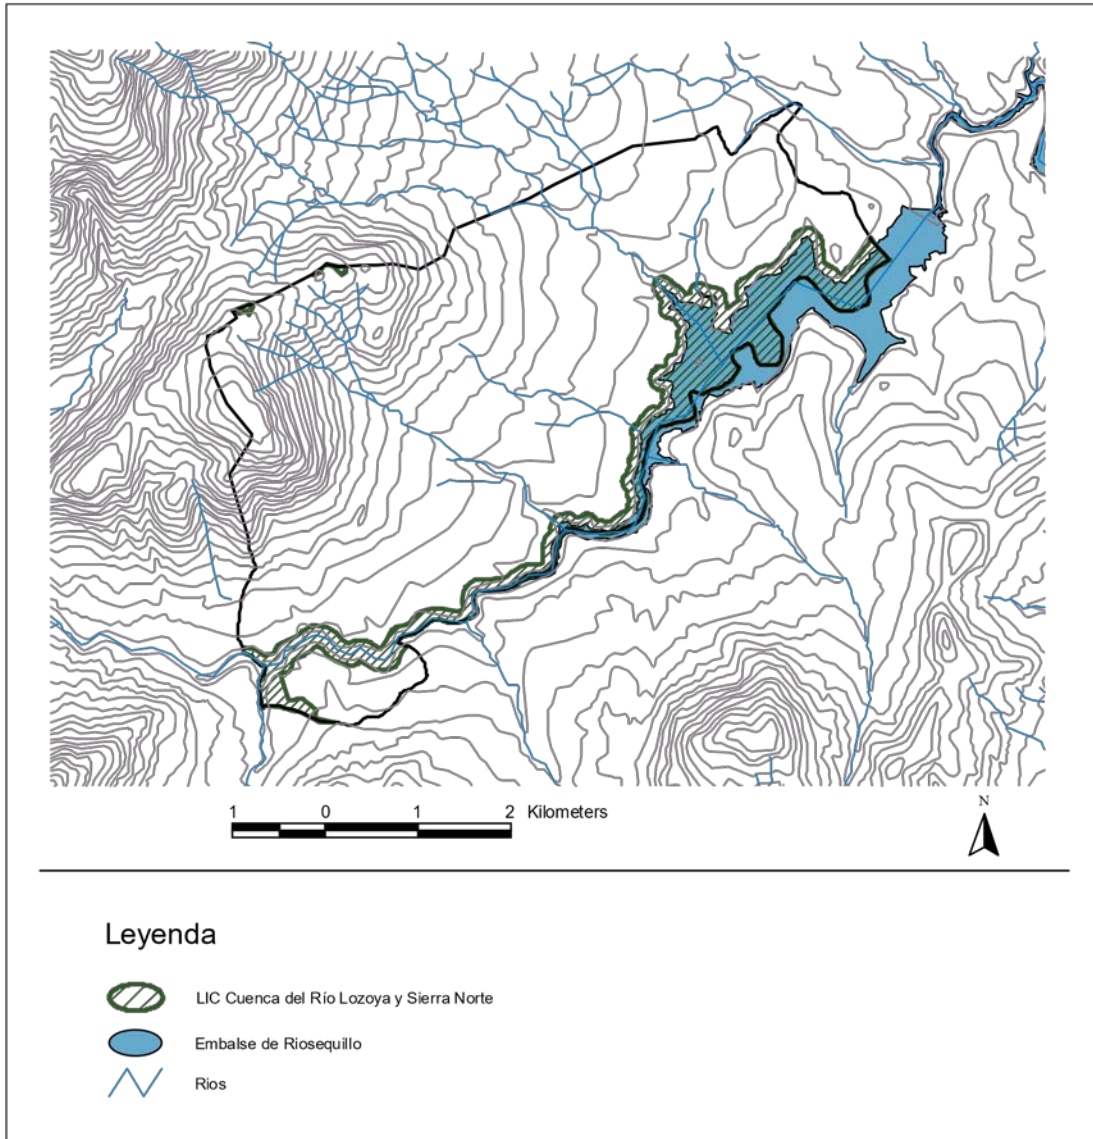 1 0 1 2 Kilometers
N
Leyenda
LIC Cuenca del Río Lozoya y Sierra Norte
Embalse de Riosequillo
Rios